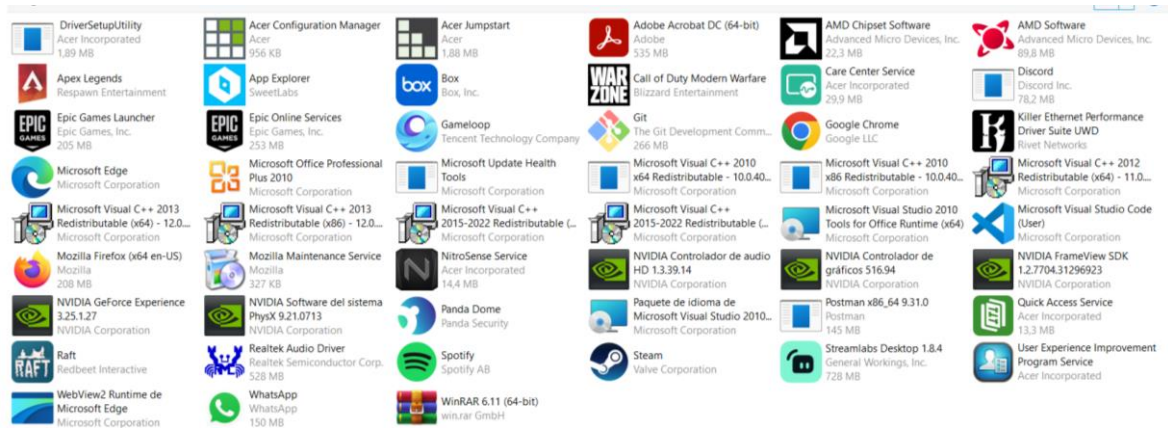 DriverSetupUtility
Acer Incorporated
1,89 MB
Acer Configuration Manager
Acer
956 KB
Acer Jumpstart
Acer
1,88 MB
Adobe Acrobat DC (64-bit)
Adobe
535 MB
AMD Chipset Software
Advanced Micro Devices, Inc.
22,3 MB
AMD Software
Advanced Micro Devices, Inc.
89,8 MB
Apex Legends
Respawn Entertainment
App Explorer
SweetLabs
box
Box
Box, Inc.
WAR
ZONE
Call of Duty Modern Warfare
Blizzard Entertainment
Care Center Service
Acer Incorporated
29,9 MB
Discord
Discord Inc.
78,2 MB
EPIC
GAMES
Epic Games Launcher
Epic Games, Inc.
205 MB
EPIC
GAMES
Epic Online Services
Epic Games, Inc.
253 MB
Gameloop
Tencent Technology Company
Git
The Git Development Comm...
266 MB
Google Chrome
Google LLC
Killer Ethernet Performance
Driver Suite UWD
Rivet Networks
Microsoft Edge
Microsoft Corporation
Microsoft Office Professional
Plus 2010
Microsoft Corporation
Microsoft Update Health
Tools
Microsoft Corporation
Microsoft Visual C++ 2010
x64 Redistributable - 10.0.40...
Microsoft Corporation
Microsoft Visual C++ 2010
x86 Redistributable - 10.0.40...
Microsoft Corporation
Microsoft Visual C++ 2012
Redistributable (x64) - 11.0....
Microsoft Corporation
Microsoft Visual C++ 2013
Redistributable (x64) - 12.0....
Microsoft Corporation
Microsoft Visual C++ 2013
Redistributable (x86) - 12.0....
Microsoft Corporation
Microsoft Visual C++
2015-2022 Redistributable (...
Microsoft Corporation
Microsoft Visual C++
2015-2022 Redistributable (...
Microsoft Corporation
Microsoft Visual Studio 2010
Tools for Office Runtime (x64)
Microsoft Corporation
Microsoft Visual Studio Code
(User)
Microsoft Corporation
Mozilla Firefox (x64 en-US)
Mozilla
208 MB
Mozilla Maintenance Service
Mozilla
327 KB
NitroSense Service
Acer Incorporated
14,4 MB
NVIDIA Controlador de audio
HD 1.3.39.14
NVIDIA Corporation
NVIDIA Controlador de
gráficos 516.94
NVIDIA Corporation
NVIDIA FrameView SDK
1.2.7704.31296923
NVIDIA Corporation
NVIDIA GeForce Experience
3.25.1.27
NVIDIA Corporation
NVIDIA Software del sistema
PhysX 9.21.0713
NVIDIA Corporation
Panda Dome
Panda Security
Paquete de idioma de
Microsoft Visual Studio 2010...
Microsoft Corporation
Postman x86_64 9.31.0
Postman
145 MB
Quick Access Service
Acer Incorporated
13,3 MB
RAFT
Raft
Redbeet Interactive
Realtek Audio Driver
Realtek Semiconductor Corp.
528 MB
Spotify
Spotify AB
Steam
Valve Corporation
Streamlabs Desktop 1.8.4
General Workings, Inc.
728 MB
User Experience Improvement
Program Service
Acer Incorporated
WebView2 Runtime de
Microsoft Edge
Microsoft Corporation
WhatsApp
WhatsApp
150 MB
WinRAR 6.11 (64-bit)
win.rar GmbH